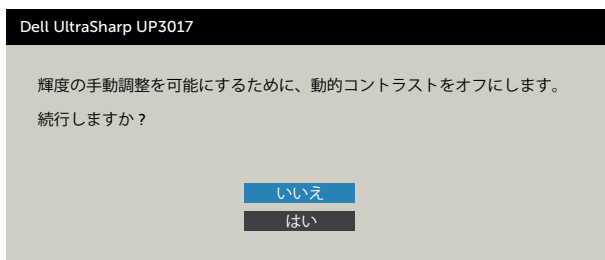 Dell UltraSharp UP3017
輝度の手動調整を可能にするために、動的コントラストをオフにします。
続行しますか ?
いいえ
はい